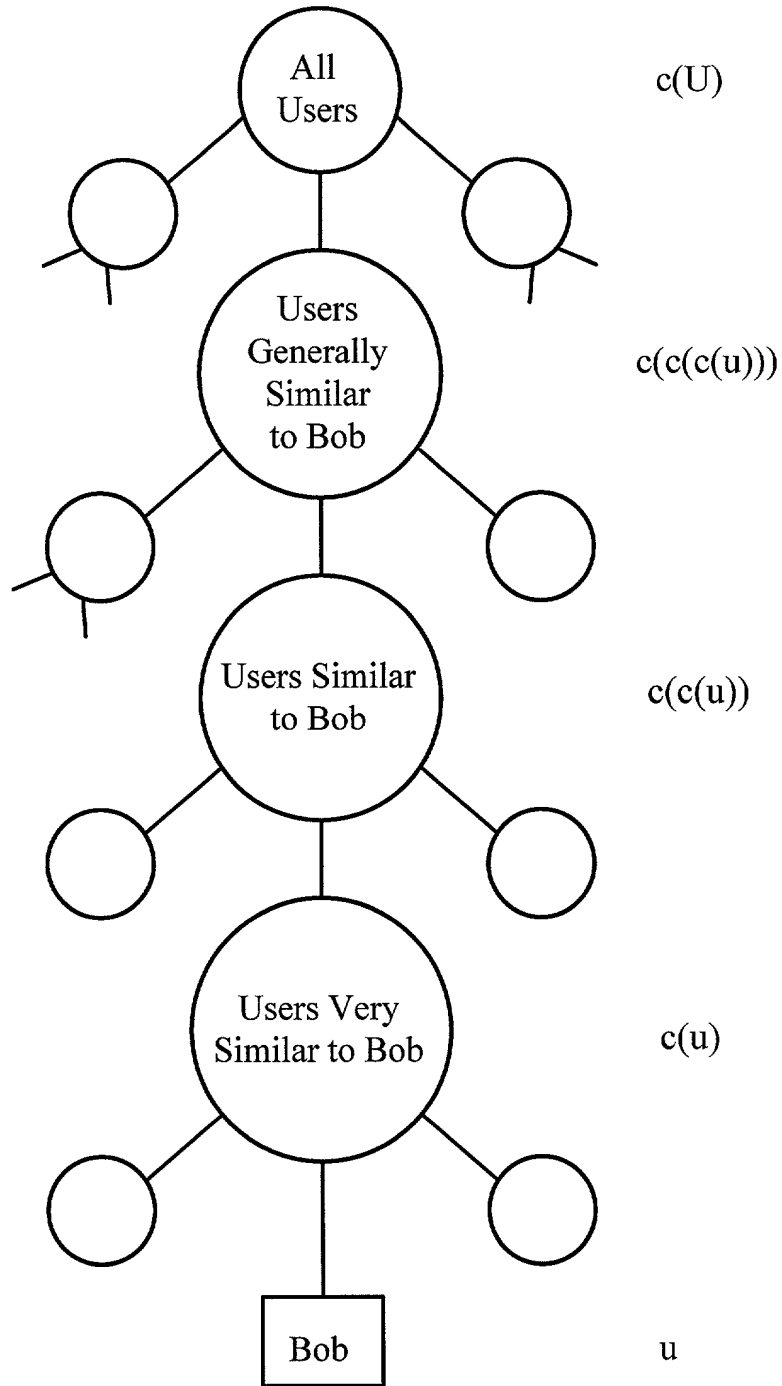 All
Users
c(U)
Users
Generally
Similar
to Bob
c(c(c(u)))
Users Similar
to Bob
c(c(u))
Users Very
Similar to Bob
c(u)
Bob
u